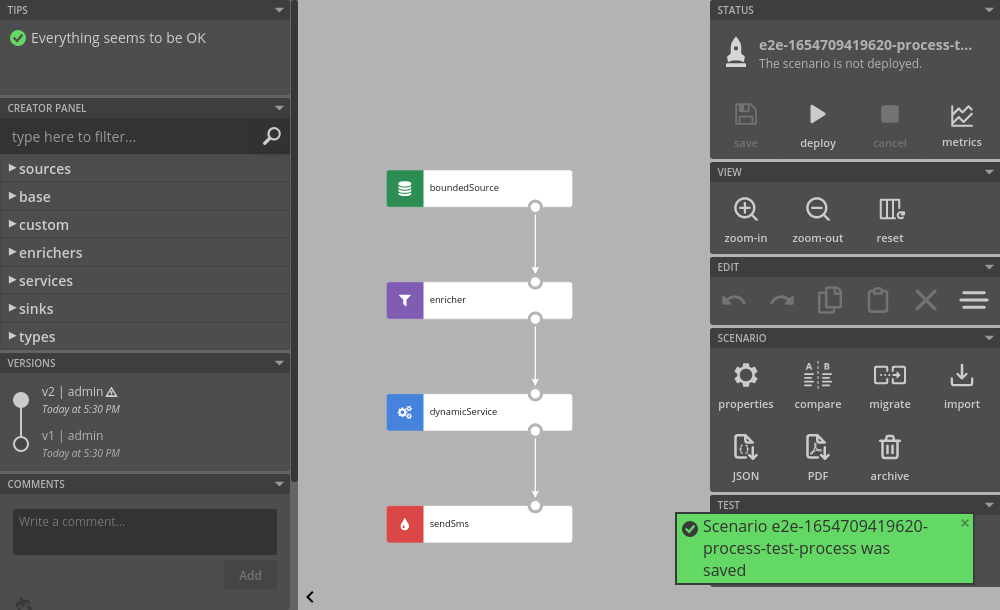 TIPS
Everything seems to be OK
CREATOR PANEL
type here to filter...
sources
base
custom
enrichers
services
sinks
types
VERSIONS
v2 | admin
Today at 5:30 PM
v1 | admin
Today at 5:30 PM
COMMENTS
Write a comment...
Add
boundedSource
enricher
dynamicService
sendSms
STATUS
e2e-1654709419620-process-t...
The scenario is not deployed.
save
deploy
cancel
metrics
VIEW
zoom-in
zoom-out
reset
EDIT
SCENARIO
A B
properties
compare
migrate
import
JSON
PDF
archive
TEST
Scenario e2e-1654709419620-
process-test-process was
saved